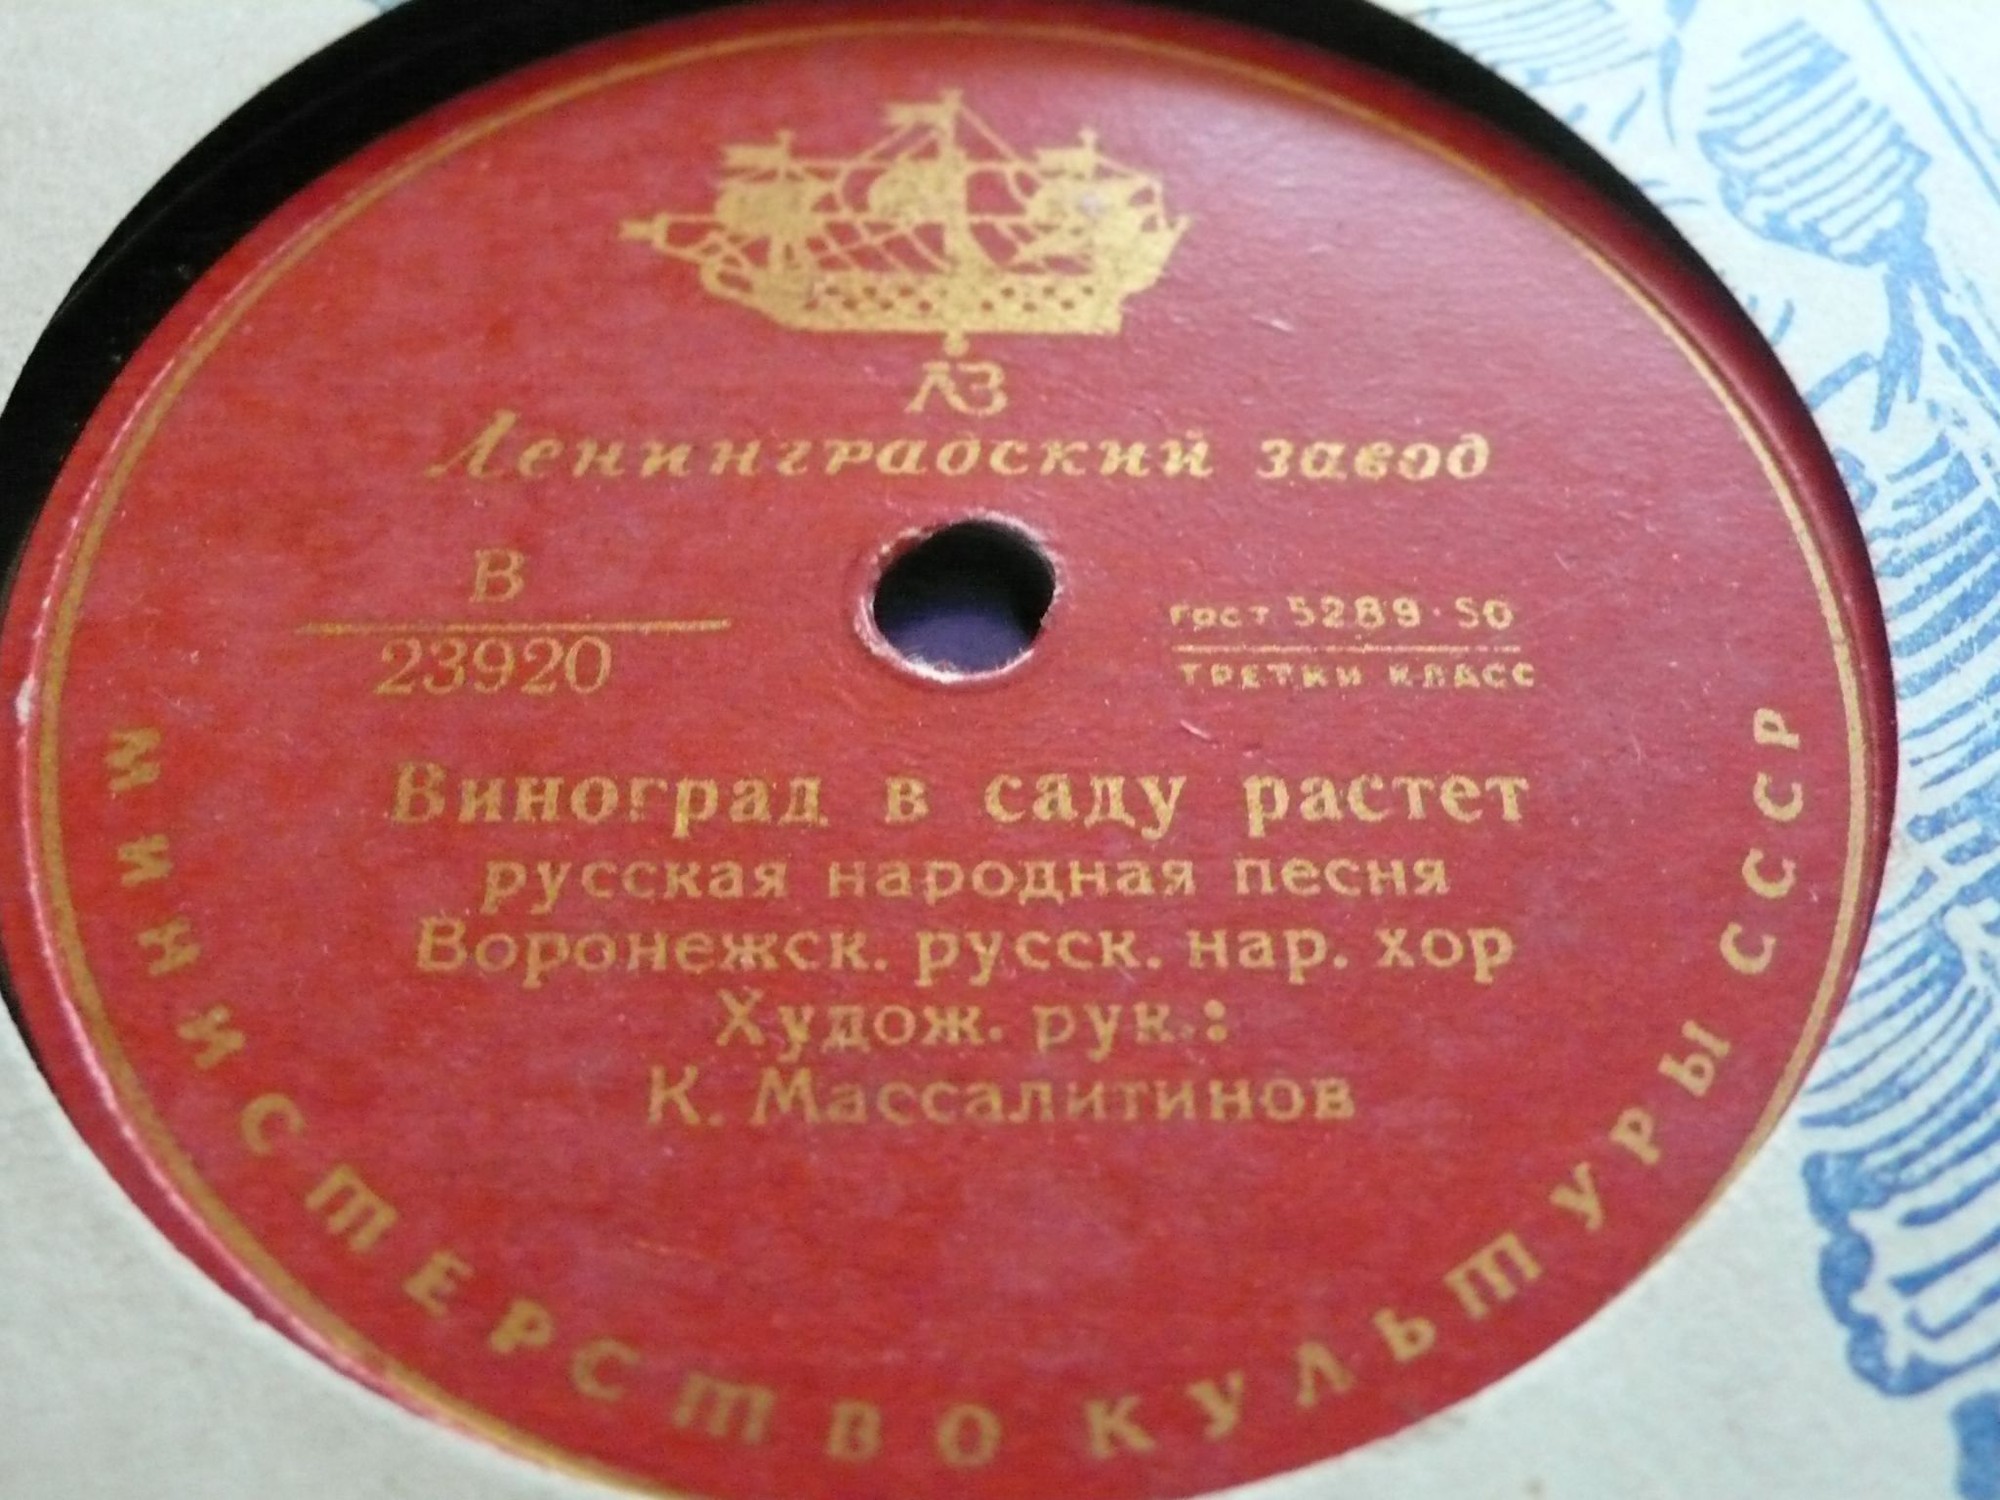 ЛЗ
Ленинградский завод
В
23920
ГОСТ 5289-50
ТРЕТИЙ КЛАСС
Виноград в саду растет
русская народная песня
Воронежск. русск. нар. хор
Худож. рук.:
К. Массалитинов
МИНИСТЕРСТВО КУЛЬТУРЫ СССР